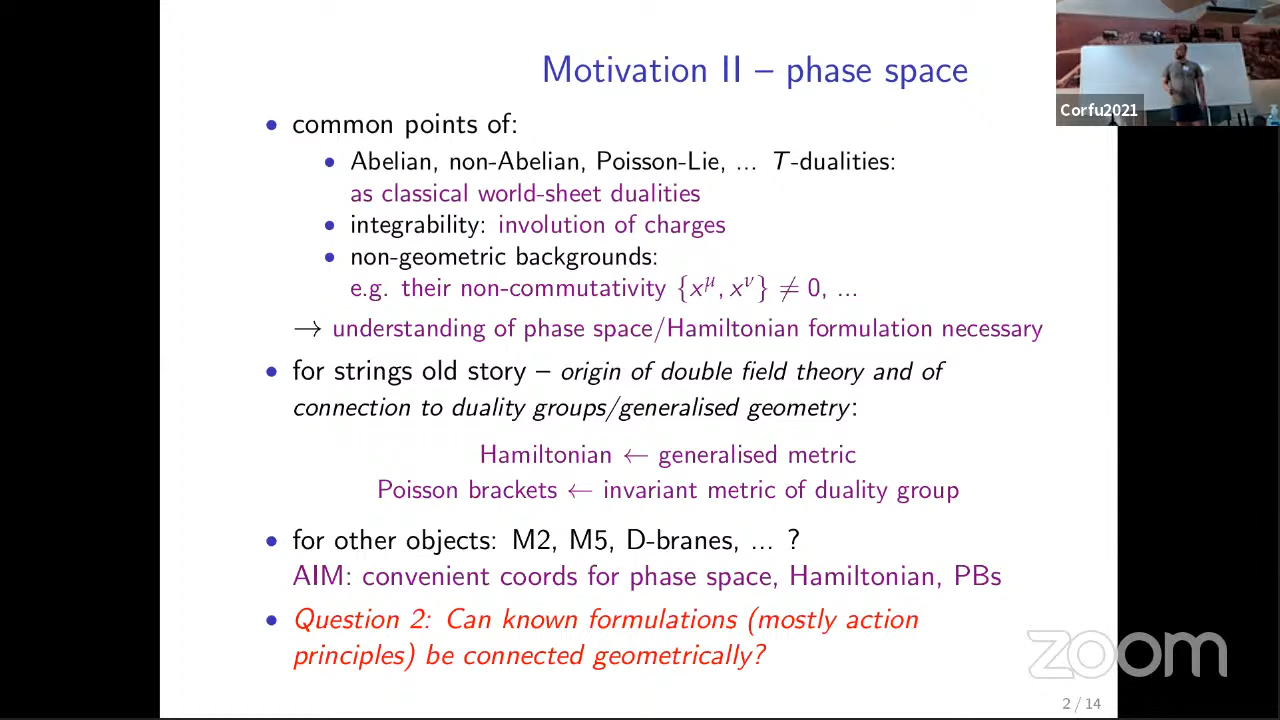 Motivation II – phase space
Corfu2021
• common points of:
• Abelian, non-Abelian, Poisson-Lie, ... T-dualities:
as classical world-sheet dualities
• integrability: involution of charges
• non-geometric backgrounds:
e.g. their non-commutativity {x^μ, x^ν} ≠ 0, ...
→ understanding of phase space/Hamiltonian formulation necessary
• for strings old story – origin of double field theory and of
connection to duality groups/generalised geometry:
Hamiltonian ← generalised metric
Poisson brackets ← invariant metric of duality group
• for other objects: M2, M5, D-branes, ... ?
AIM: convenient coords for phase space, Hamiltonian, PBs
• Question 2: Can known formulations (mostly action
principles) be connected geometrically?
zoom
2 / 14